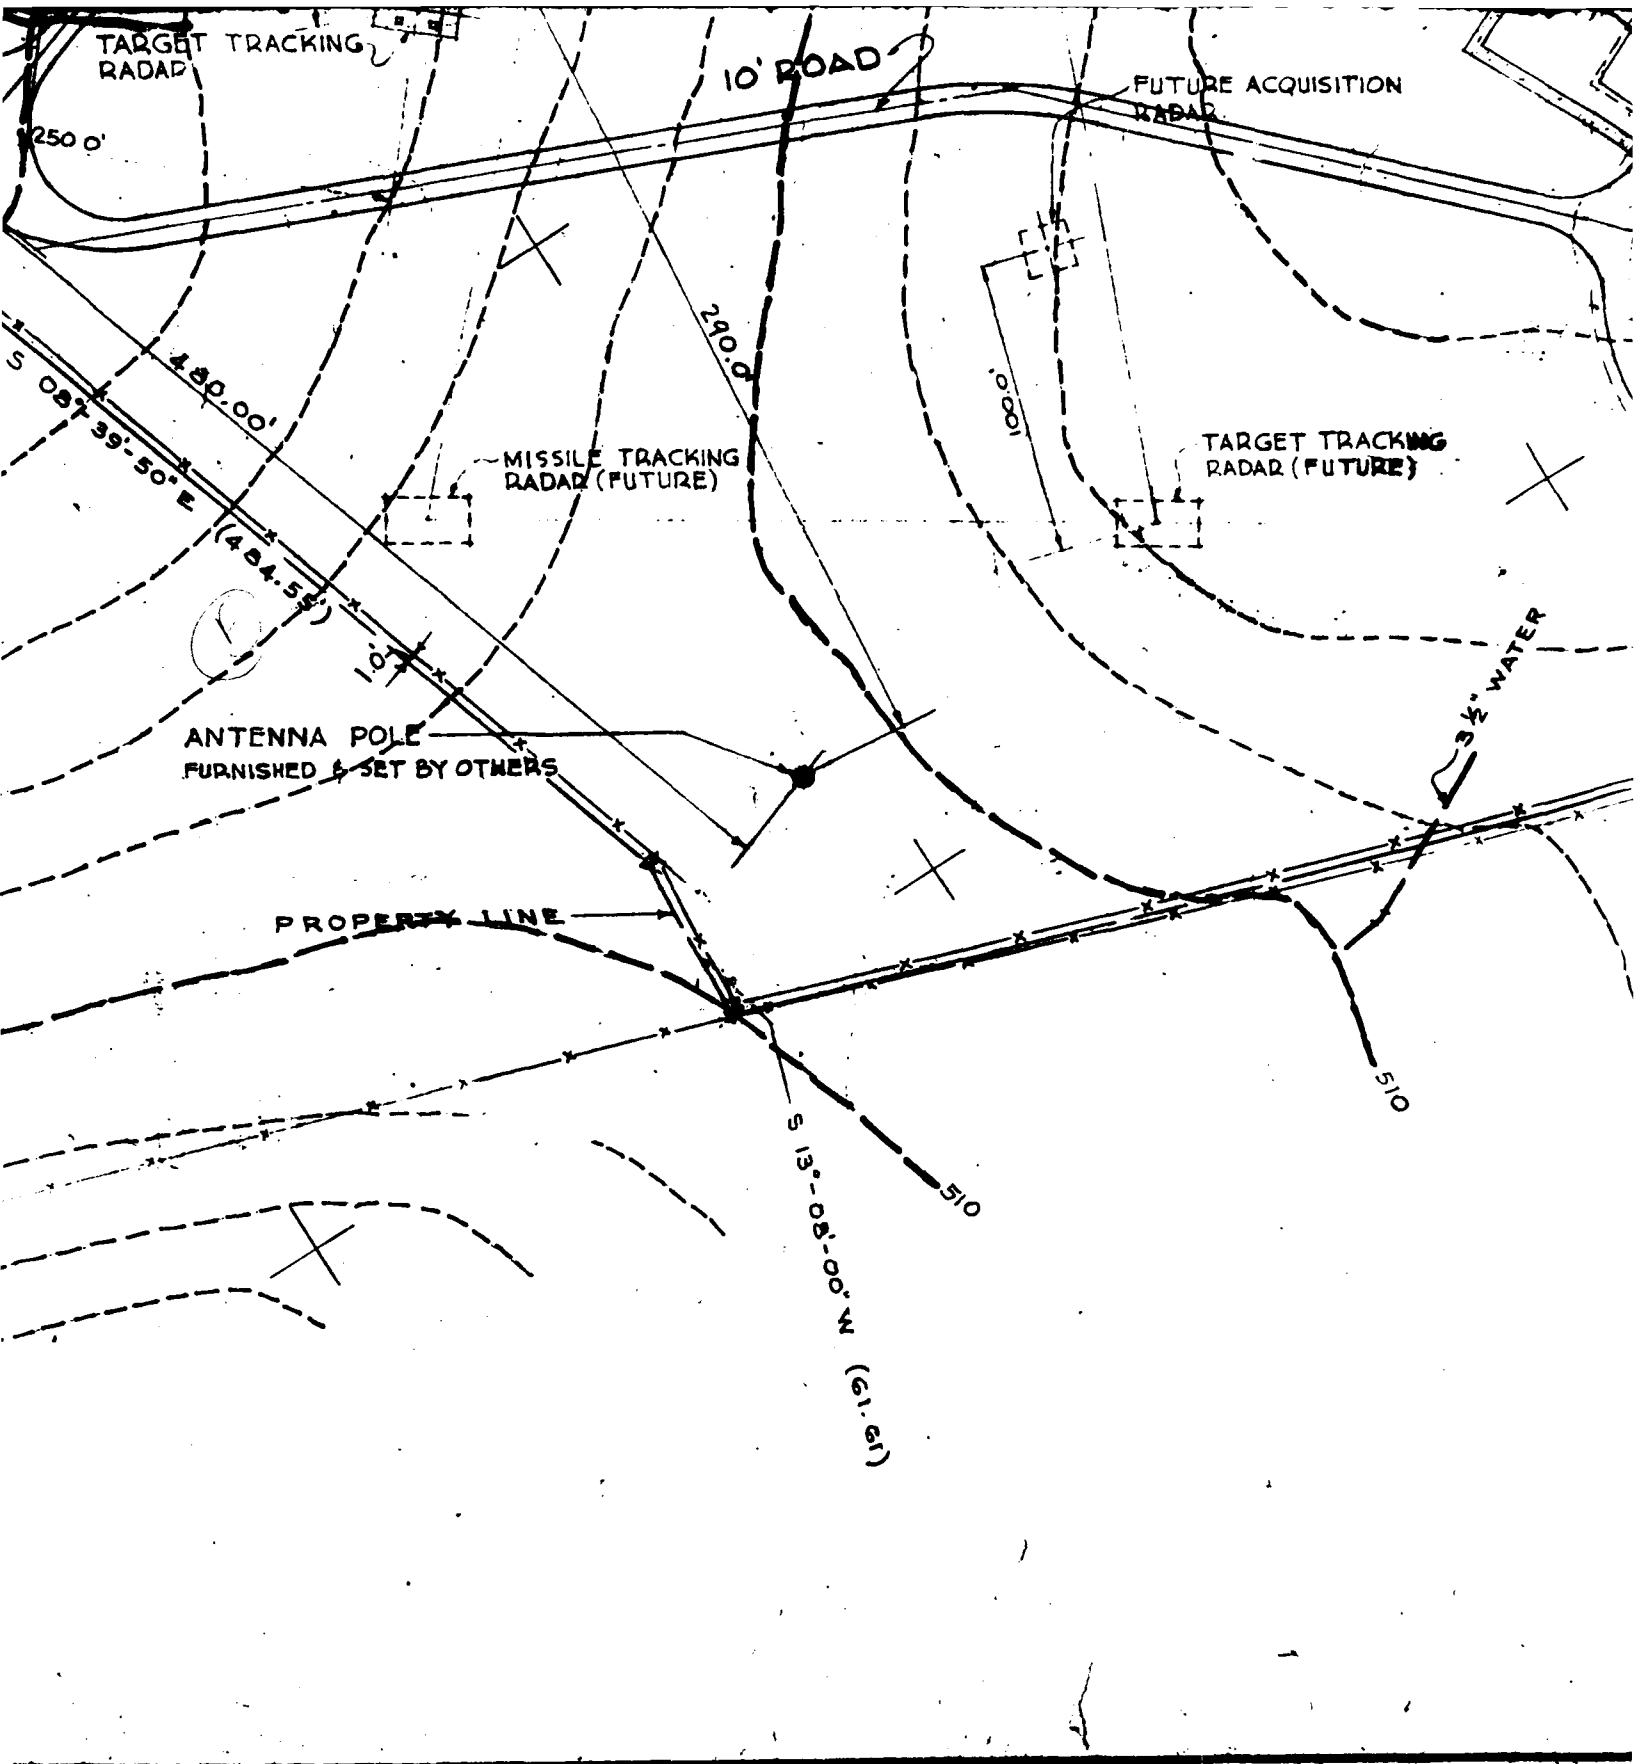 TARGET TRACKING
RADAR
10' ROAD
FUTURE ACQUISITION
RADAR
250 0'
290.0'
100.0'
480.00'
S 08°-39'-50" E (484.55')
MISSILE TRACKING
RADAR (FUTURE)
TARGET TRACKING
RADAR (FUTURE)
1.0'
3 ½" WATER
ANTENNA POLE
FURNISHED & SET BY OTHERS
PROPERTY LINE
510
510
S 13°-08'-00" W (61.61)